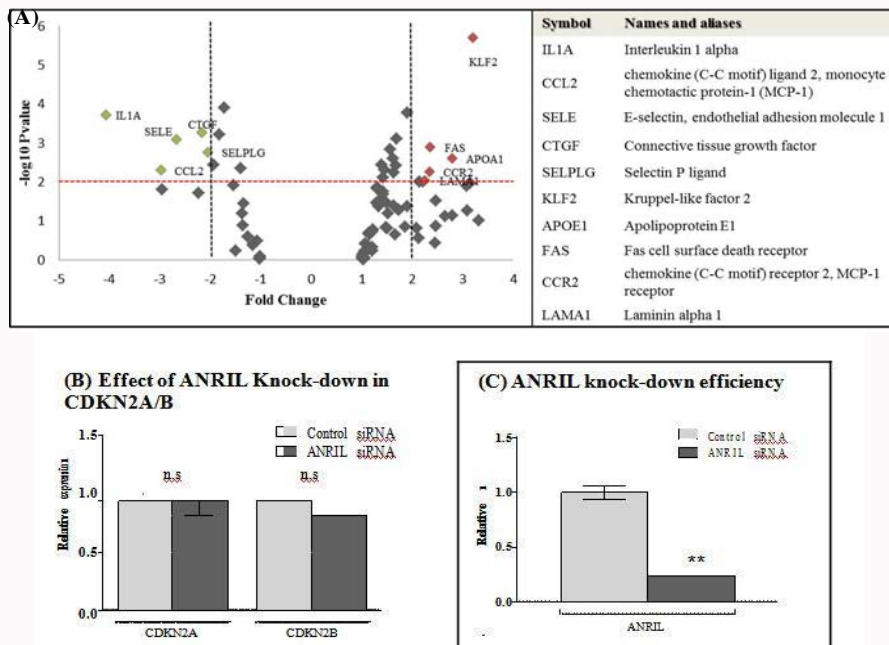 (A)
6
5
4
3
2
1
0
-log10 Pvalue
-5 -4 -3 -2 -1 0 1 2 3 4
Fold Change
IL1A
SELE
CTGF
CCL2
SELPLG
KLF2
FAS
APOA1
CCR2
LAMA1
Symbol Names and aliases
IL1A Interleukin 1 alpha
CCL2 chemokine (C-C motif) ligand 2, monocyte
chemotactic protein-1 (MCP-1)
SELE E-selectin, endothelial adhesion molecule 1
CTGF Connective tissue growth factor
SELPLG Selectin P ligand
KLF2 Kruppel-like factor 2
APOE1 Apolipoprotein E1
FAS Fas cell surface death receptor
CCR2 chemokine (C-C motif) receptor 2, MCP-1
receptor
LAMA1 Laminin alpha 1
(B) Effect of ANRIL Knock-down in
CDKN2A/B
1.5
1.0
0.5
0.0
Relative
Control siRNA
ANRIL siRNA
n.s n.s
CDKN2A CDKN2B
(C) ANRIL knock-down efficiency
1.5
1.0
0.5
0.0
Relative
Control siRNA
ANRIL siRNA
**
ANRIL